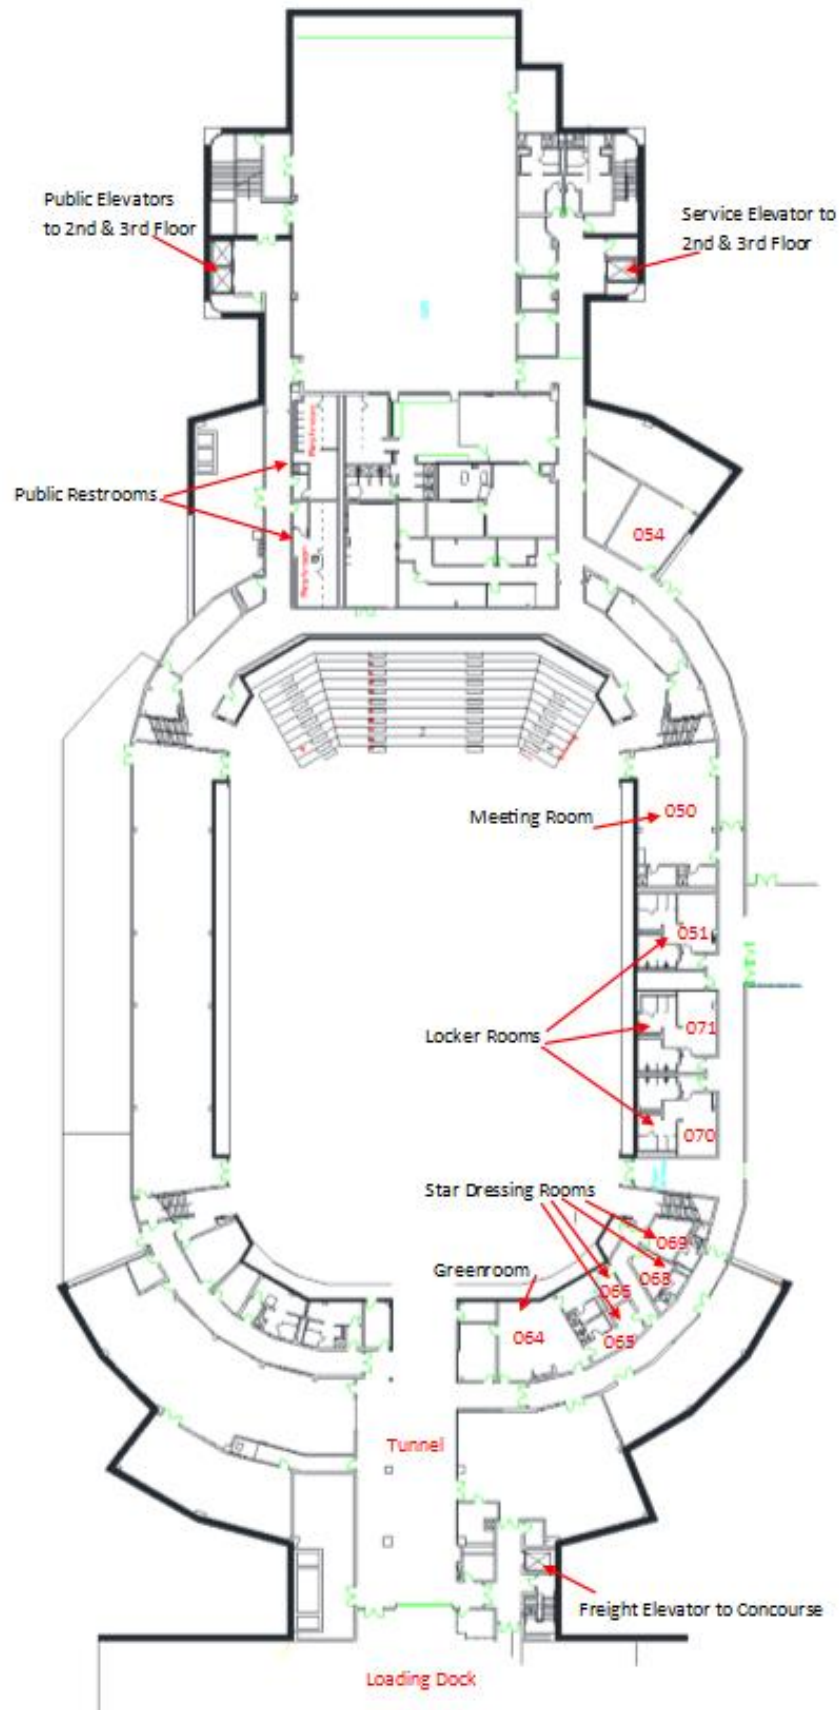 Public Elevators
to 2nd & 3rd Floor
Service Elevator to
2nd & 3rd Floor
Restroom
Public Restrooms
Restroom
054
Meeting Room
050
051
Locker Rooms
071
070
Star Dressing Rooms
069
068
066
Greenroom
064
065
Tunnel
Freight Elevator to Concourse
Loading Dock